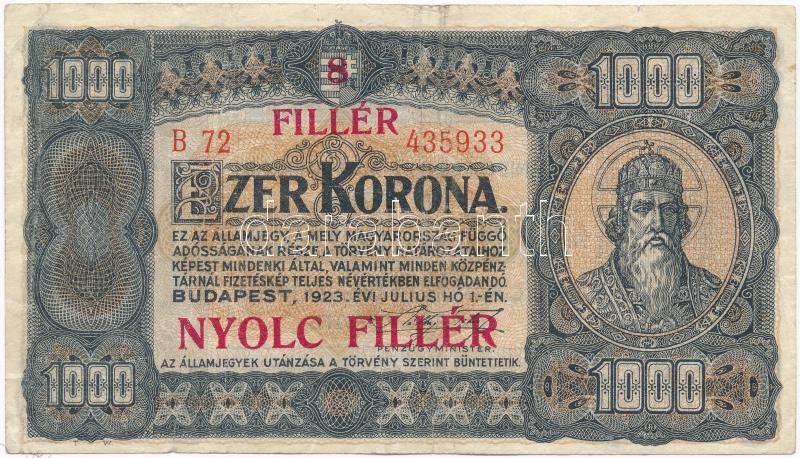 1000 8 1000
FILLÉR
B 72 435933
EZER KORONA.
darabanth
EZ AZ ÁLLAMJEGY, A MELY MAGYARORSZÁG FÜGGŐ
ADÓSSÁGÁNAK RÉSZE, A TÖRVÉNY HATÁROZATAIHOZ
KÉPEST MINDENKI ÁLTAL, VALAMINT MINDEN KÖZPÉNZ-
TÁRNÁL FIZETÉSKÉP TELJES NÉVÉRTÉKBEN ELFOGADANDÓ.
BUDAPEST, 1923. ÉVI JULIUS HÓ 1.-ÉN.
NYOLC FILLÉR
PÉNZÜGYMINISTER.
AZ ÁLLAMJEGYEK UTÁNZÁSA A TÖRVÉNY SZERINT BÜNTETTETIK.
1000 1000